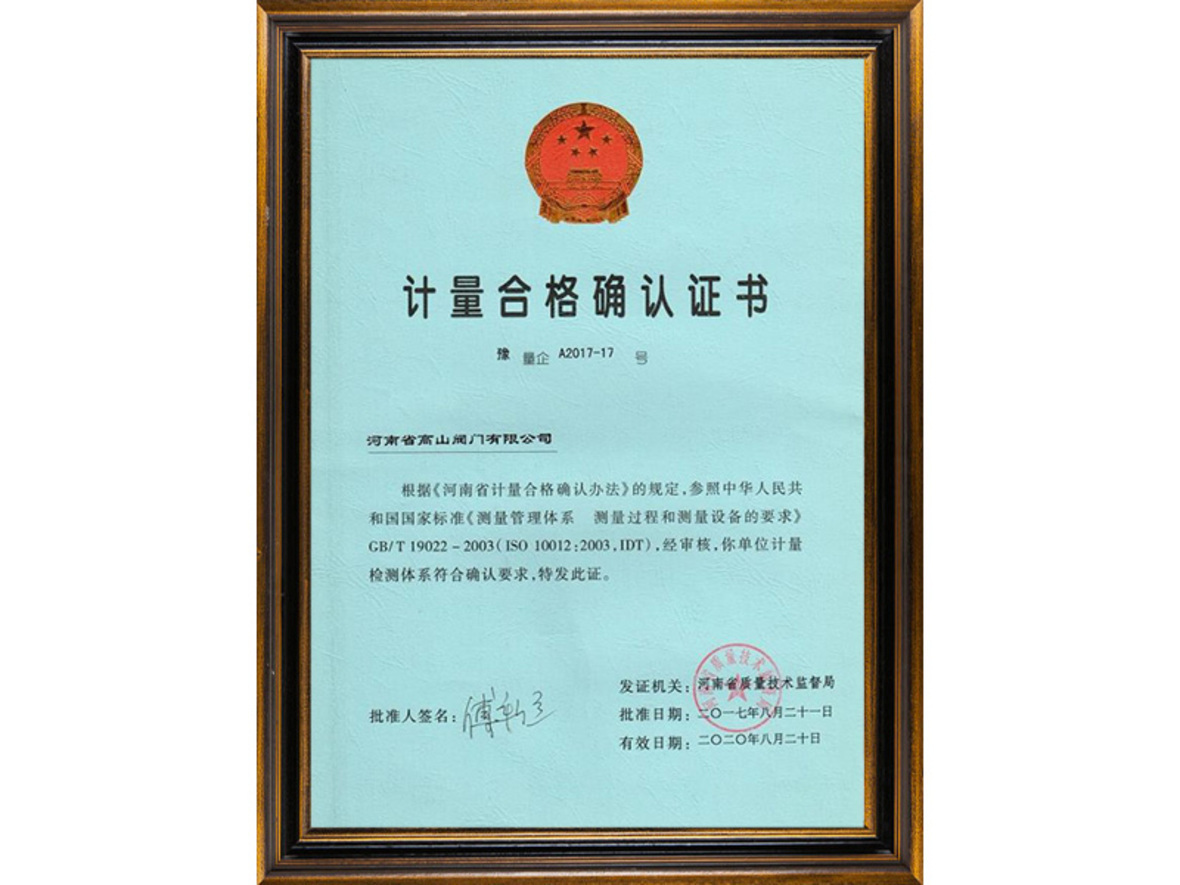 计量合格确认证书
豫 量企 A2017-17 号
河南省高山阀门有限公司
根据《河南省计量合格确认办法》的规定,参照中华人民共
和国国家标准《测量管理体系 测量过程和测量设备的要求》
GB/T 19022-2003(ISO 10012:2003,IDT),经审核,你单位计量
检测体系符合确认要求,特发此证。
发证机关:河南省质量技术监督局
批准人签名:
批准日期:二〇一七年八月二十一日
有效日期:二〇二〇年八月二十日